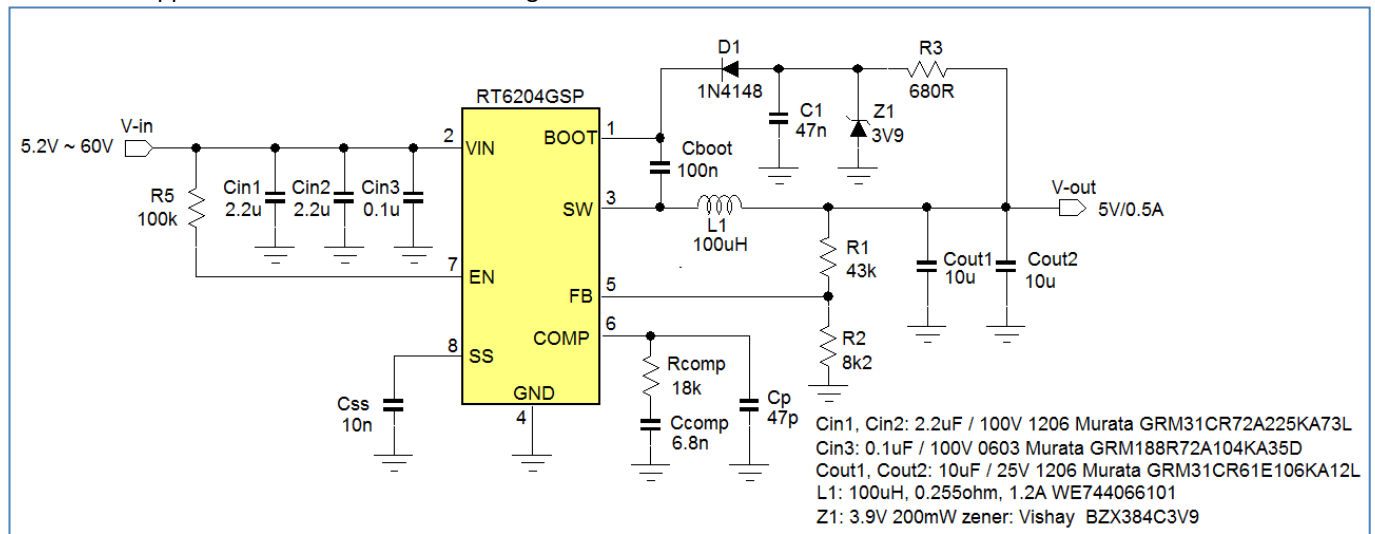 D1
1N4148
R3
680R
C1
47n
Z1
3V9
RT6204GSP
V-in
5.2V ~ 60V
2
VIN
BOOT
1
Cboot
100n
R5
100k
Cin1
2.2u
Cin2
2.2u
Cin3
0.1u
SW
3
L1
100uH
V-out
5V/0.5A
R1
43k
Cout1
10u
Cout2
10u
7
EN
FB
5
COMP
6
R2
8k2
8
SS
Rcomp
18k
Css
10n
GND
4
Ccomp
6.8n
Cp
47p
Cin1, Cin2: 2.2uF / 100V 1206 Murata GRM31CR72A225KA73L
Cin3: 0.1uF / 100V 0603 Murata GRM188R72A104KA35D
Cout1, Cout2: 10uF / 25V 1206 Murata GRM31CR61E106KA12L
L1: 100uH, 0.255ohm, 1.2A WE744066101
Z1: 3.9V 200mW zener: Vishay BZX384C3V9